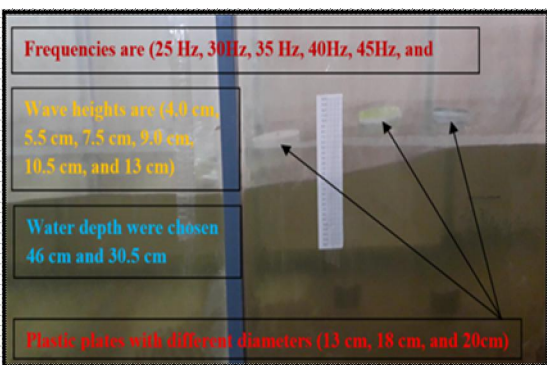 Frequencies are (25 Hz, 30Hz, 35 Hz, 40Hz, 45Hz, and
Wave heights are (4.0 cm,
5.5 cm, 7.5 cm, 9.0 cm,
10.5 cm, and 13 cm)
Water depth were chosen
46 cm and 30.5 cm
Plastic plates with different diameters (13 cm, 18 cm, and 20cm)